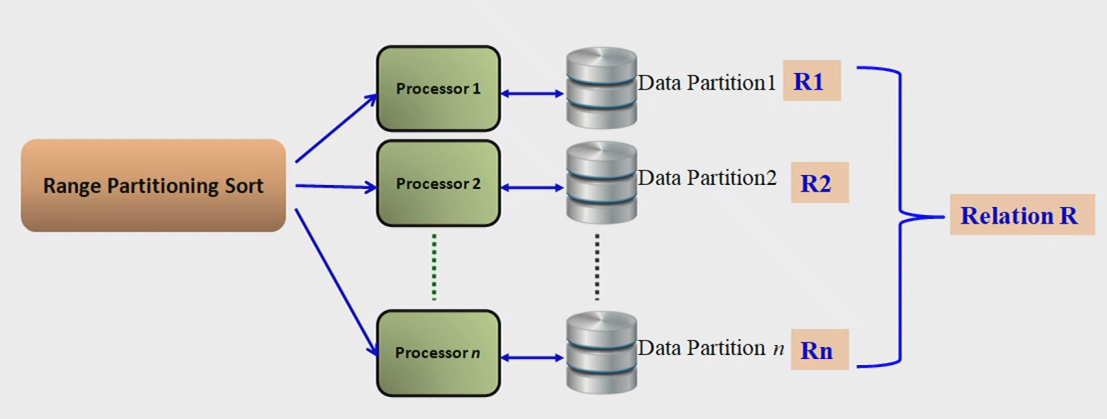 Processor 1
Data Partition1 R1
Range Partitioning Sort
Processor 2
Data Partition2 R2
Relation R
Processor n
Data Partition n Rn